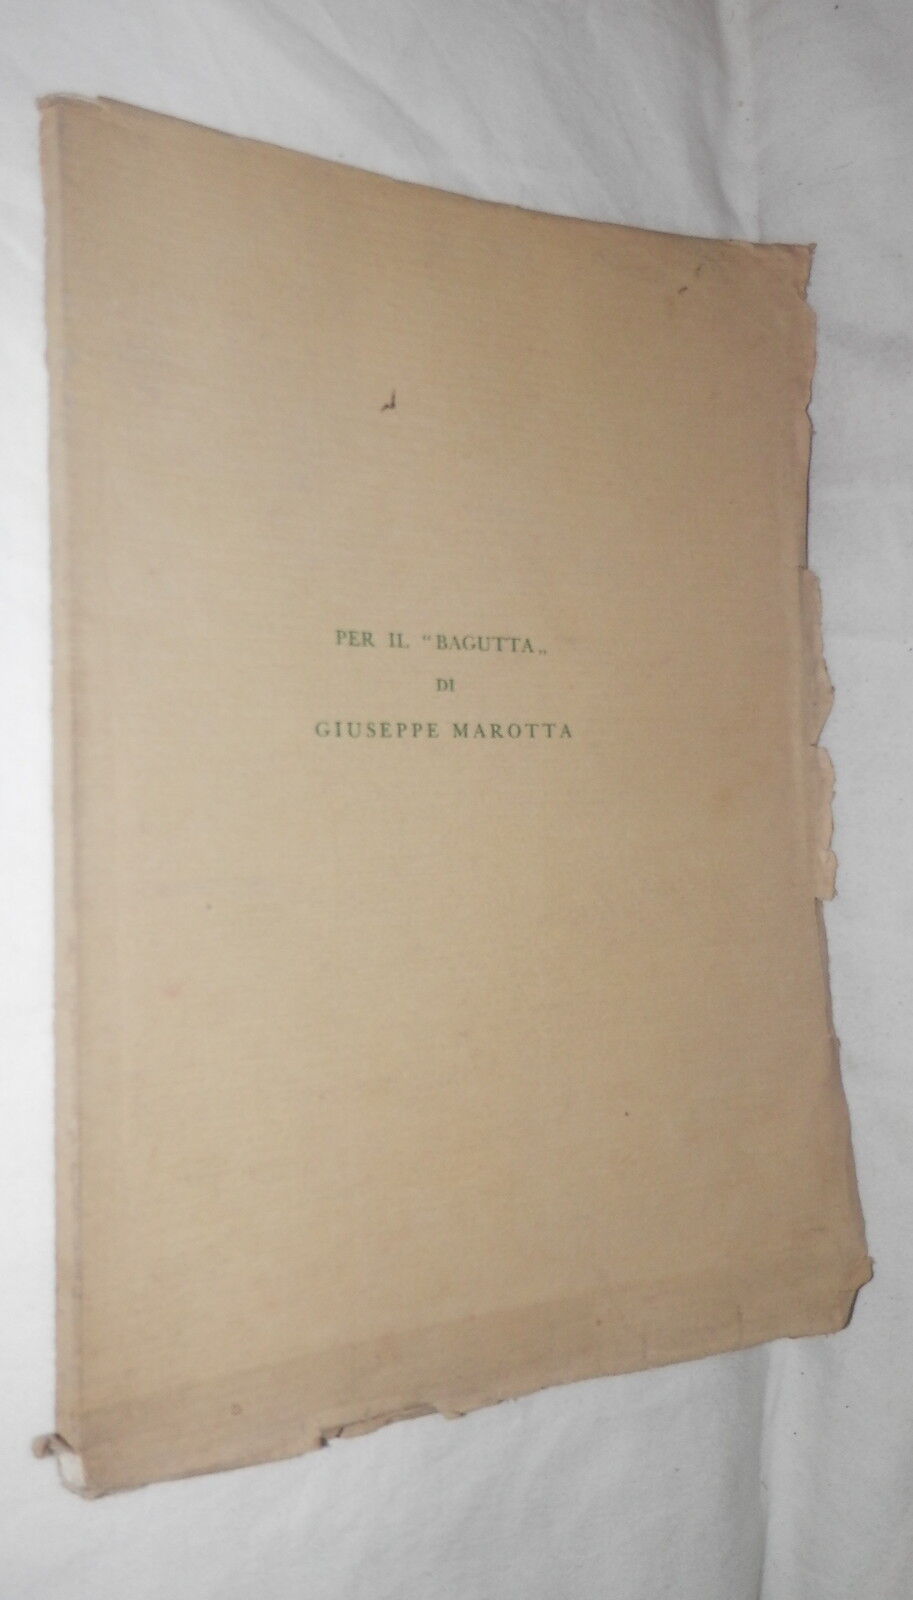 PER IL “BAGUTTA„
DI
GIUSEPPE MAROTTA